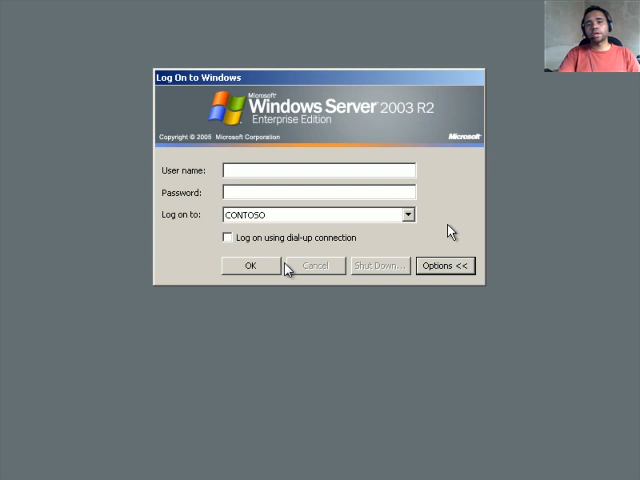 Log On to Windows
Microsoft
Windows Server 2003 R2
Enterprise Edition
Copyright © 2005 Microsoft Corporation
Microsoft
User name:
Password:
Log on to:
CONTOSO
Log on using dial-up connection
OK
Cancel
Shut Down...
Options <<